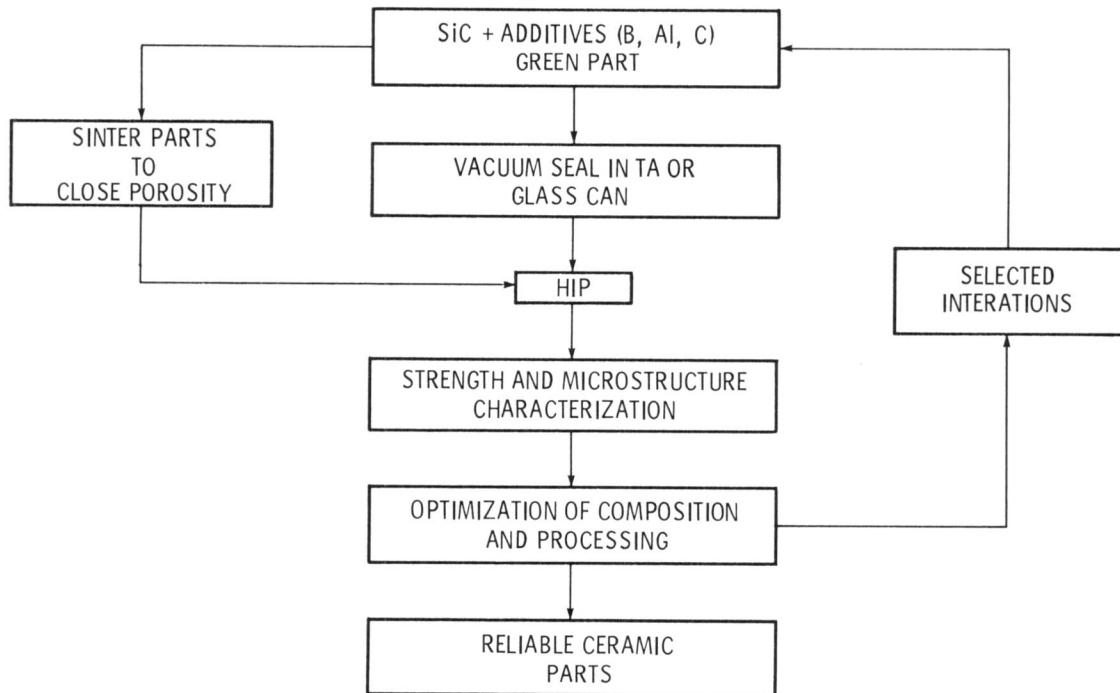 SiC + ADDITIVES (B, Al, C)
GREEN PART
SINTER PARTS
TO
CLOSE POROSITY
VACUUM SEAL IN TA OR
GLASS CAN
HIP
SELECTED
INTERATIONS
STRENGTH AND MICROSTRUCTURE
CHARACTERIZATION
OPTIMIZATION OF COMPOSITION
AND PROCESSING
RELIABLE CERAMIC
PARTS